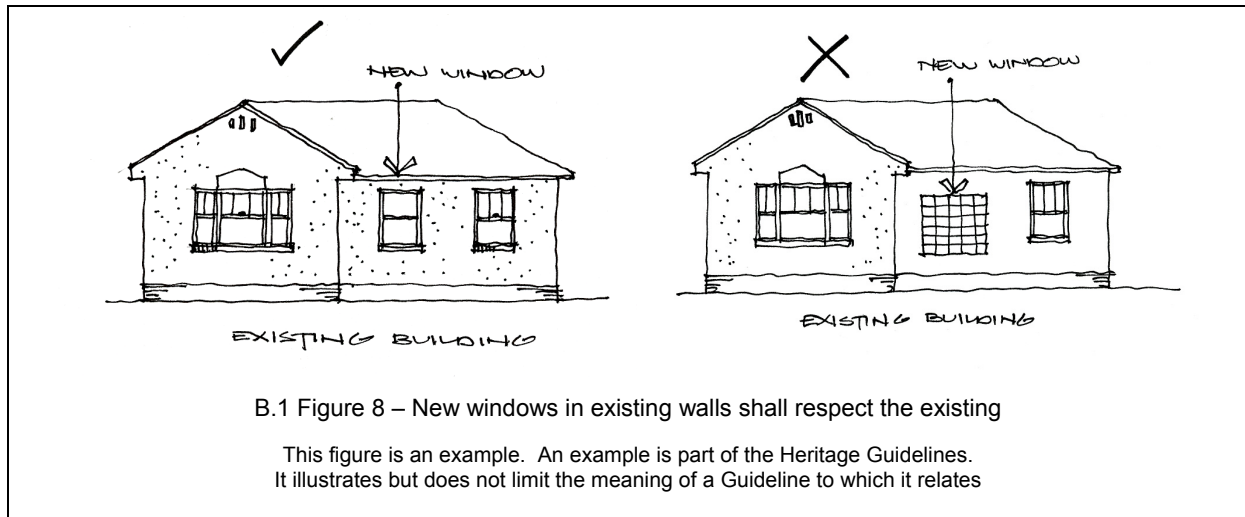 NEW WINDOW
NEW WINDOW
EXISTING BUILDING
EXISTING BUILDING
B.1 Figure 8 – New windows in existing walls shall respect the existing
This figure is an example.  An example is part of the Heritage Guidelines.
It illustrates but does not limit the meaning of a Guideline to which it relates